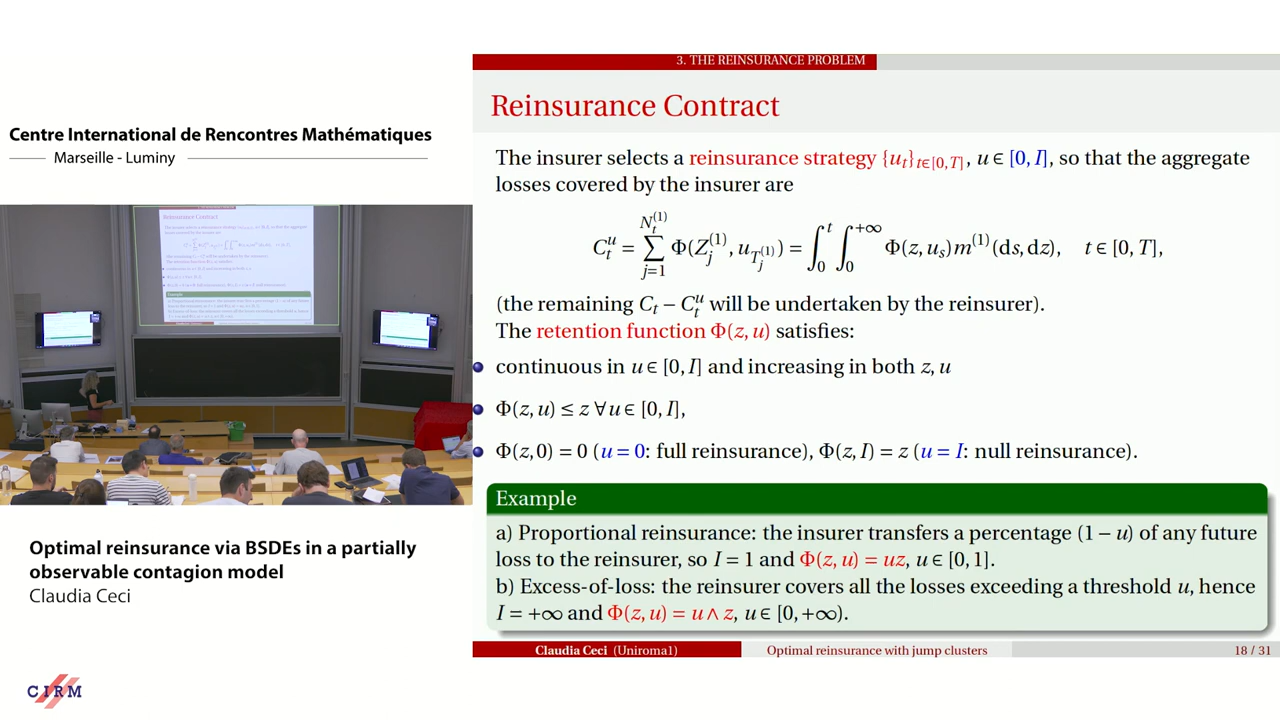 Centre International de Rencontres Mathématiques
Marseille - Luminy
Optimal reinsurance via BSDEs in a partially
observable contagion model
Claudia Ceci
CIRM
3. THE REINSURANCE PROBLEM
Reinsurance Contract
The insurer selects a reinsurance strategy {u_t}_{t∈[0,T]}, u ∈ [0, I], so that the aggregate
losses covered by the insurer are
C_t^u = ∑_{j=1}^{N_t^{(1)}} Φ(Z_j^{(1)}, u_{T_j^{(1)}}) = ∫_0^t ∫_0^{+∞} Φ(z, u_s) m^{(1)}(ds, dz), t ∈ [0, T],
(the remaining C_t − C_t^u will be undertaken by the reinsurer).
The retention function Φ(z, u) satisfies:
continuous in u ∈ [0, I] and increasing in both z, u
Φ(z, u) ≤ z ∀u ∈ [0, I],
Φ(z, 0) = 0 (u = 0: full reinsurance), Φ(z, I) = z (u = I: null reinsurance).
Example
a) Proportional reinsurance: the insurer transfers a percentage (1 − u) of any future
loss to the reinsurer, so I = 1 and Φ(z, u) = uz, u ∈ [0, 1].
b) Excess-of-loss: the reinsurer covers all the losses exceeding a threshold u, hence
I = +∞ and Φ(z, u) = u ∧ z, u ∈ [0, +∞).
Claudia Ceci (Uniroma1)
Optimal reinsurance with jump clusters
18 / 31
Reinsurance Contract